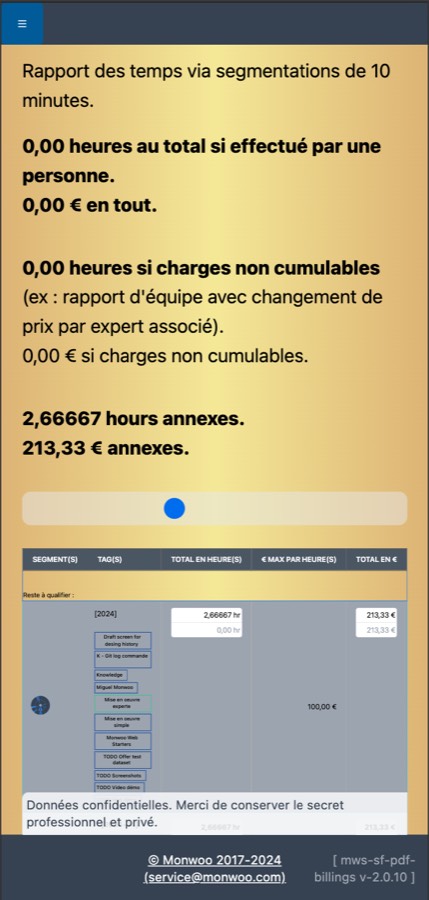 ≡
Rapport des temps via segmentations de 10
minutes.
0,00 heures au total si effectué par une
personne.
0,00 € en tout.
0,00 heures si charges non cumulables
(ex : rapport d'équipe avec changement de
prix par expert associé).
0,00 € si charges non cumulables.
2,66667 hours annexes.
213,33 € annexes.
SEGMENT(S) TAG(S) TOTAL EN HEURE(S) € MAX PAR HEURE(S) TOTAL EN €
Reste à qualifier :
[2024] 2,66667 hr 213,33 €
0,00 hr 213,33 €
Draft screen for
desing history
K - Git log commande
Knowledge
Miguel Monwoo
Mise en oeuvre
experte
100,00 €
Mise en oeuvre
simple
Monwoo Web
Starters
TODO Offer test
dataset
TODO Screenshots
TODO Video démo
2,66667 hr 213,33 €
Données confidentielles. Merci de conserver le secret
professionnel et privé.
© Monwoo 2017-2024
(service@monwoo.com)
[ mws-sf-pdf-
billings v-2.0.10 ]